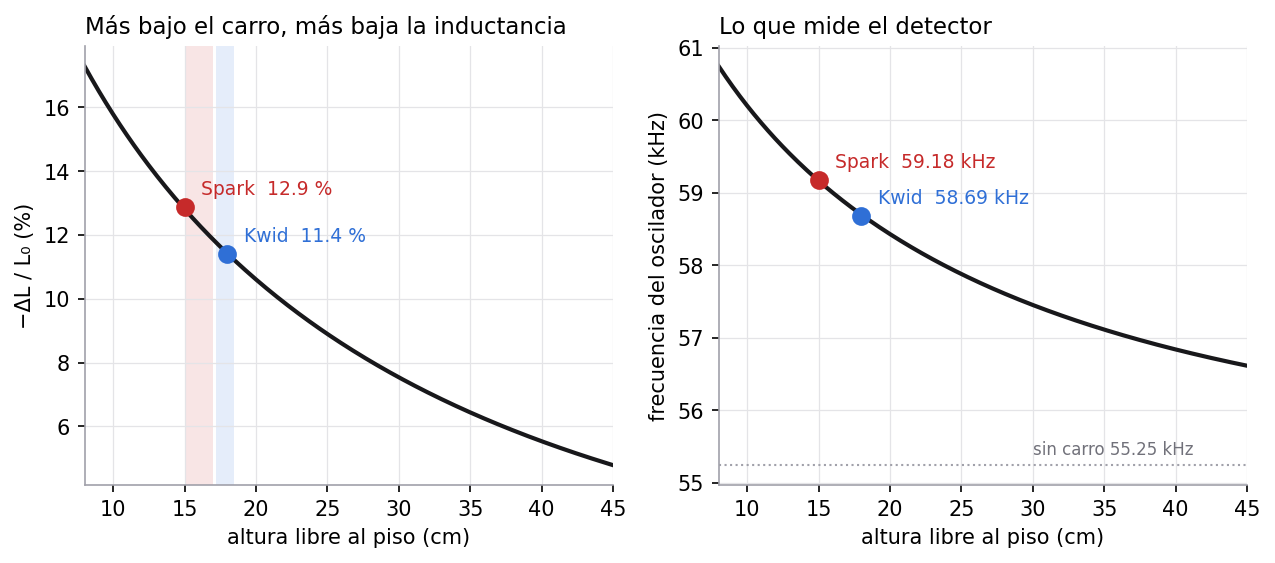 Más bajo el carro, más baja la inductancia
−ΔL / L₀ (%)
16
14
12
10
8
6
Spark  12.9 %
Kwid  11.4 %
10 15 20 25 30 35 40 45
altura libre al piso (cm)
Lo que mide el detector
frecuencia del oscilador (kHz)
61
60
59
58
57
56
55
Spark  59.18 kHz
Kwid  58.69 kHz
sin carro 55.25 kHz
10 15 20 25 30 35 40 45
altura libre al piso (cm)